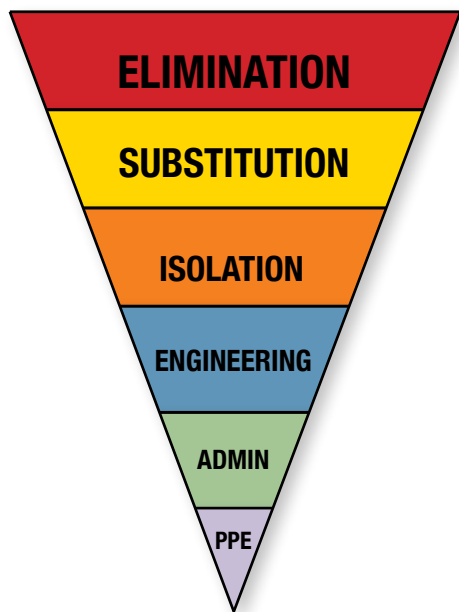 ELIMINATION
SUBSTITUTION
ISOLATION
ENGINEERING
ADMIN
PPE